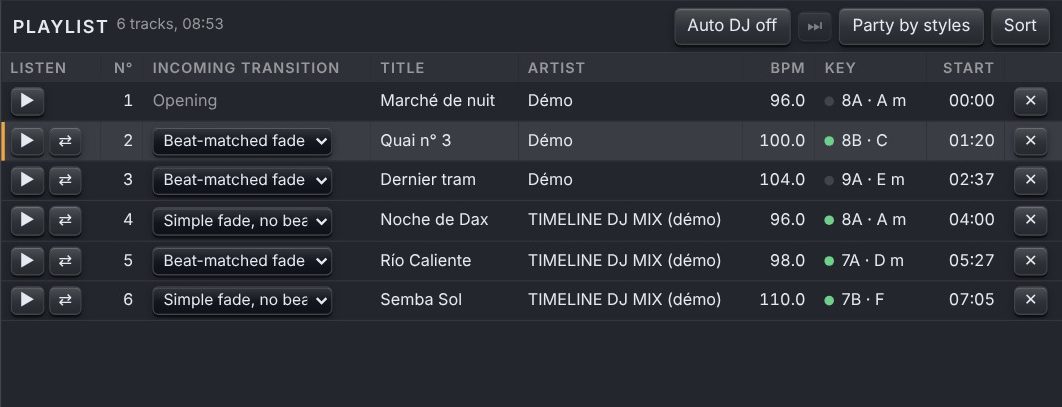 PLAYLIST 6 tracks, 08:53 Auto DJ off Party by styles Sort
LISTEN N° INCOMING TRANSITION TITLE ARTIST BPM KEY START
1 Opening Marché de nuit Démo 96.0 8A · A m 00:00
2 Beat-matched fade Quai n° 3 Démo 100.0 8B · C 01:20
3 Beat-matched fade Dernier tram Démo 104.0 9A · E m 02:37
4 Simple fade, no bea Noche de Dax TIMELINE DJ MIX (démo) 96.0 8A · A m 04:00
5 Beat-matched fade Río Caliente TIMELINE DJ MIX (démo) 98.0 7A · D m 05:27
6 Simple fade, no bea Semba Sol TIMELINE DJ MIX (démo) 110.0 7B · F 07:05